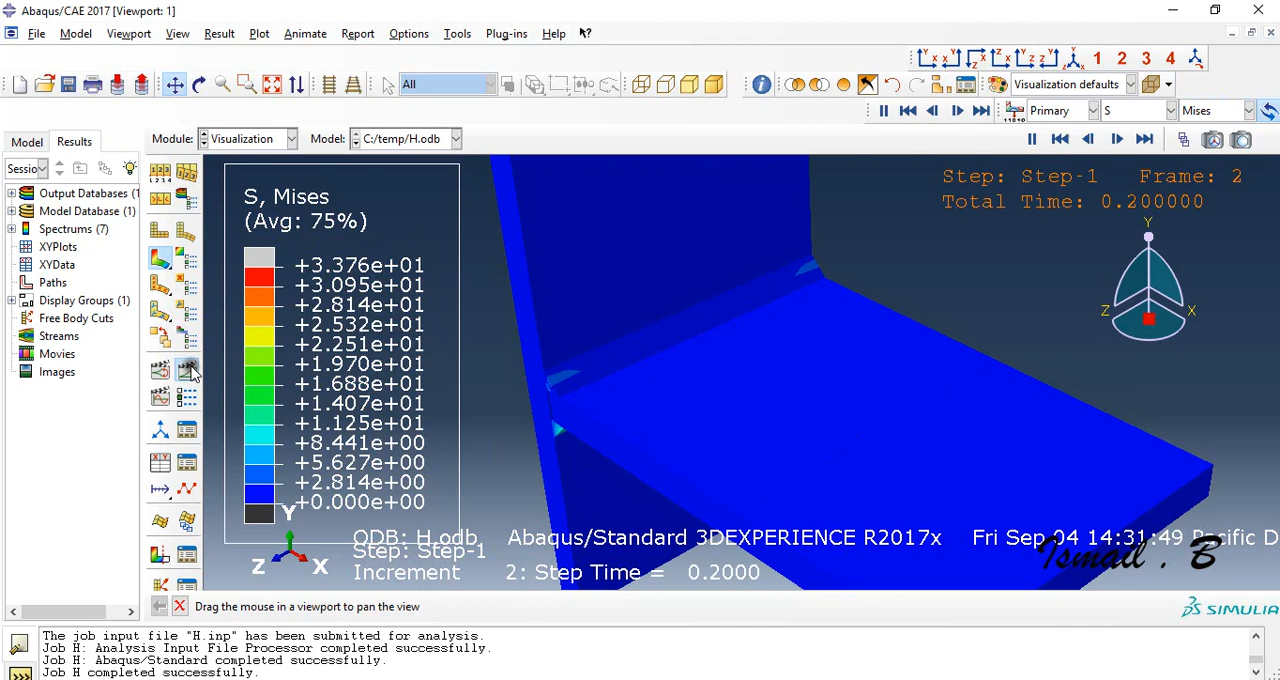 Abaqus/CAE 2017 [Viewport: 1]
File Model Viewport View Result Plot Animate Report Options Tools Plug-ins Help
1 2 3 4
All
Visualization defaults
Primary S Mises
Model Results
Module: Visualization Model: C:/temp/H.odb
Sessio
Output Databases (1
Model Database (1)
Spectrums (7)
XYPlots
XYData
Paths
Display Groups (1)
Free Body Cuts
Streams
Movies
Images
S, Mises
(Avg: 75%)
+3.376e+01
+3.095e+01
+2.814e+01
+2.532e+01
+2.251e+01
+1.970e+01
+1.688e+01
+1.407e+01
+1.125e+01
+8.441e+00
+5.627e+00
+2.814e+00
+0.000e+00
Step: Step-1 Frame: 2
Total Time: 0.200000
Y
Z X
Y
Z X
ODB: H.odb Abaqus/Standard 3DEXPERIENCE R2017x Fri Sep 04 14:31:49 Pacific D
Step: Step-1
Increment 2: Step Time = 0.2000
Ismail . B
Drag the mouse in a viewport to pan the view
SIMULIA
The job input file "H.inp" has been submitted for analysis.
Job H: Analysis Input File Processor completed successfully.
Job H: Abaqus/Standard completed successfully.
Job H completed successfully.
>>>